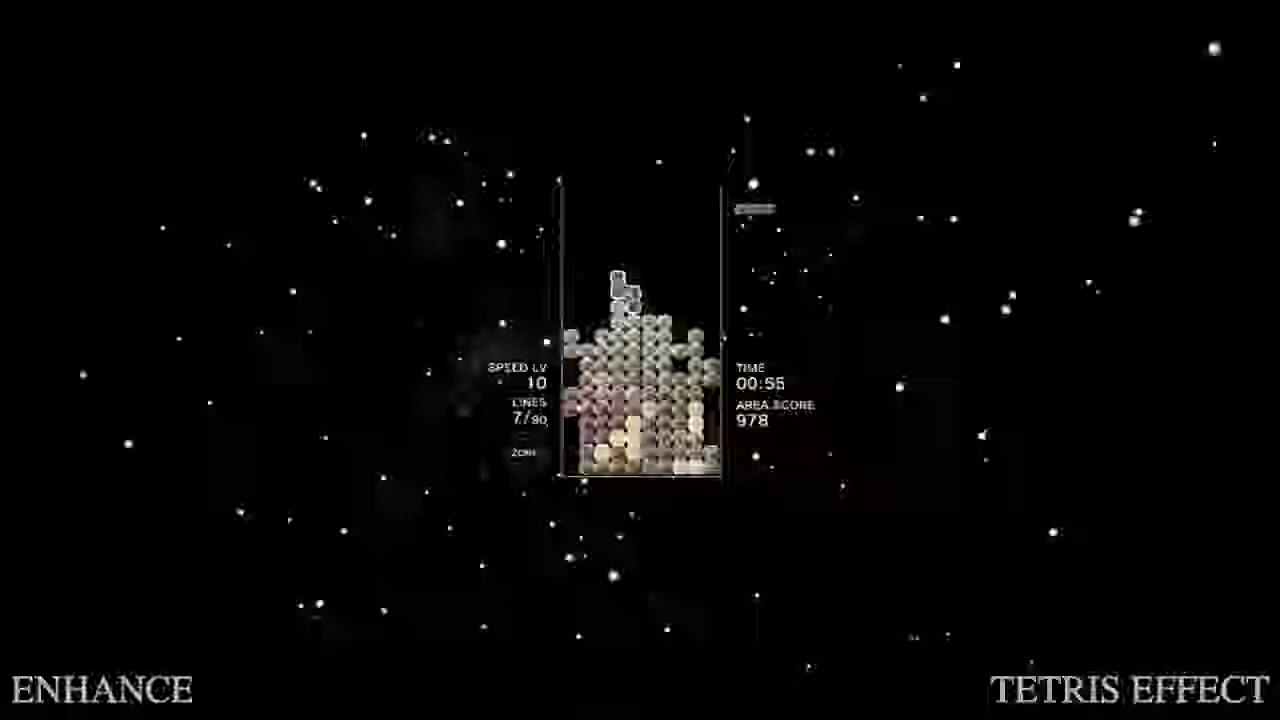 SPEED LV
10
LINES
7/90
ZONE
TIME
00:55
AREA SCORE
978
ENHANCE
TETRIS EFFECT